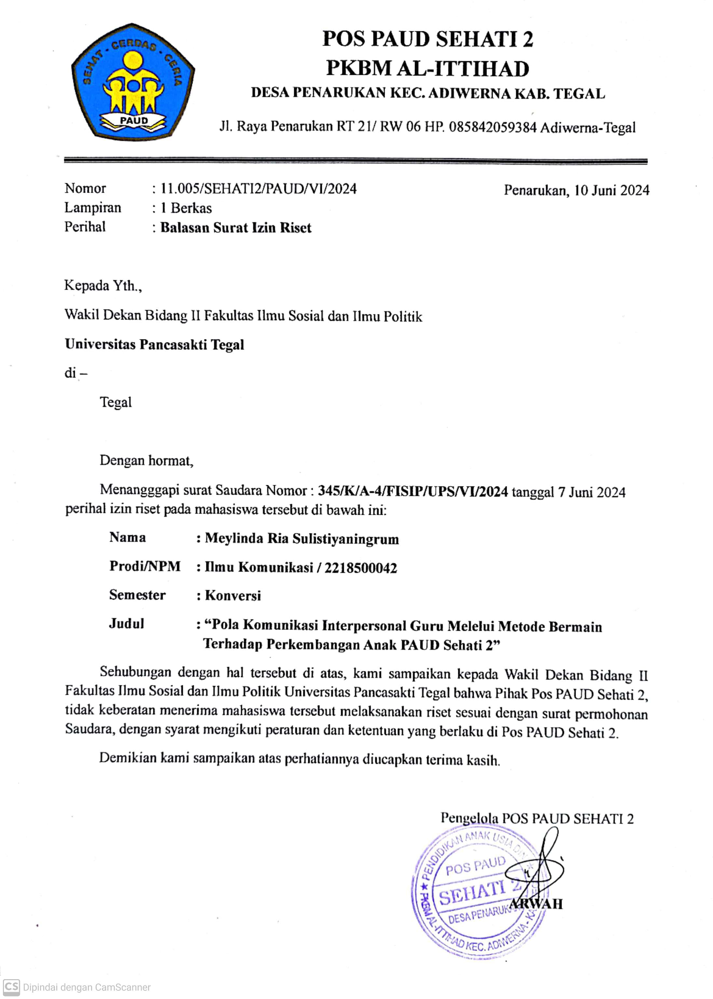 SEHAT - CERDAS - CERIA
PAUD
POS PAUD SEHATI 2
PKBM AL-ITTIHAD
DESA PENARUKAN KEC. ADIWERNA KAB. TEGAL
Jl. Raya Penarukan RT 21/ RW 06 HP. 085842059384 Adiwerna-Tegal
Nomor : 11.005/SEHATI2/PAUD/VI/2024 Penarukan, 10 Juni 2024
Lampiran : 1 Berkas
Perihal : Balasan Surat Izin Riset
Kepada Yth.,
Wakil Dekan Bidang II Fakultas Ilmu Sosial dan Ilmu Politik
Universitas Pancasakti Tegal
di –
Tegal
Dengan hormat,
Menangggapi surat Saudara Nomor : 345/K/A-4/FISIP/UPS/VI/2024 tanggal 7 Juni 2024
perihal izin riset pada mahasiswa tersebut di bawah ini:
Nama : Meylinda Ria Sulistiyaningrum
Prodi/NPM : Ilmu Komunikasi / 2218500042
Semester : Konversi
Judul : “Pola Komunikasi Interpersonal Guru Melelui Metode Bermain
Terhadap Perkembangan Anak PAUD Sehati 2”
Sehubungan dengan hal tersebut di atas, kami sampaikan kepada Wakil Dekan Bidang II
Fakultas Ilmu Sosial dan Ilmu Politik Universitas Pancasakti Tegal bahwa Pihak Pos PAUD Sehati 2,
tidak keberatan menerima mahasiswa tersebut melaksanakan riset sesuai dengan surat permohonan
Saudara, dengan syarat mengikuti peraturan dan ketentuan yang berlaku di Pos PAUD Sehati 2.
Demikian kami sampaikan atas perhatiannya diucapkan terima kasih.
Pengelola POS PAUD SEHATI 2
PENDIDIKAN ANAK USIA DINI
POS PAUD
SEHATI 2
DESA PENARUKAN
PKBM AL-ITTIHAD KEC. ADIWERNA -
ARWAH
CS Dipindai dengan CamScanner